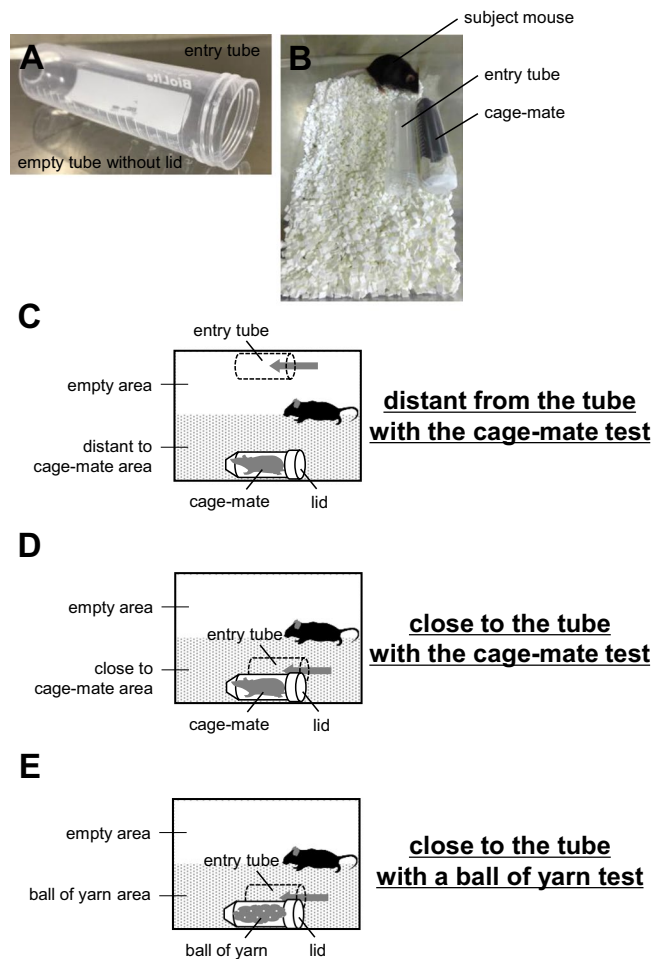 subject mouse
A
entry tube
BioLite
empty tube without lid
B
entry tube
cage-mate
C
entry tube
empty area
distant from the tube
with the cage-mate test
distant to
cage-mate area
cage-mate
lid
D
empty area
entry tube
close to the tube
with the cage-mate test
close to
cage-mate area
cage-mate
lid
E
empty area
entry tube
close to the tube
with a ball of yarn test
ball of yarn area
ball of yarn
lid